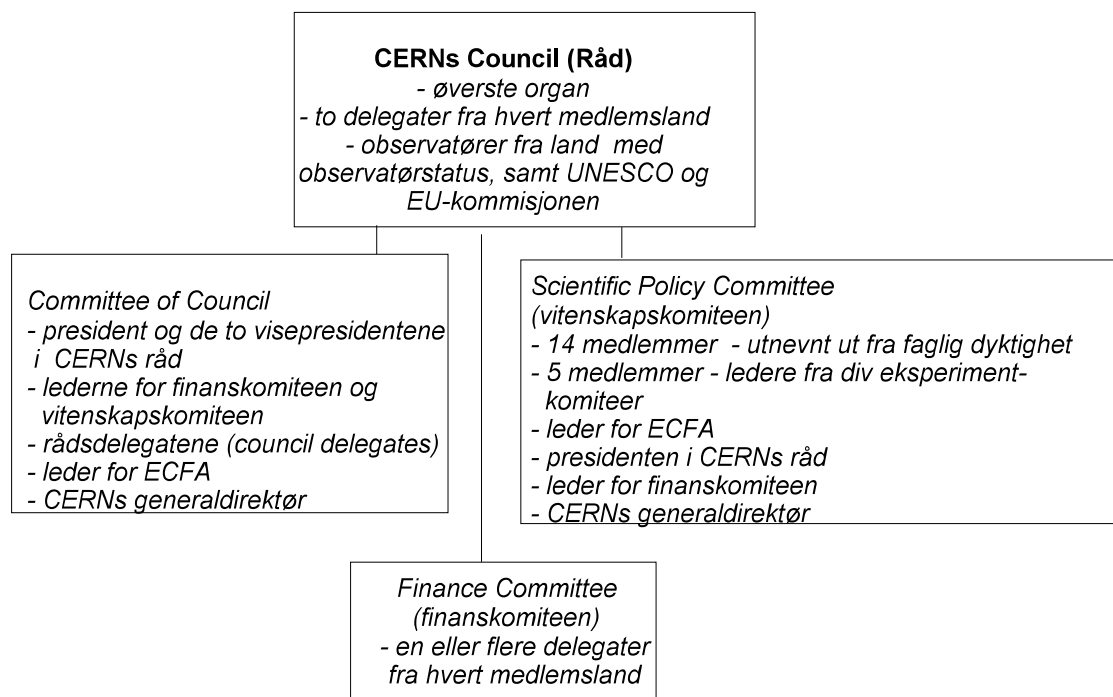 CERNs Council (Råd)
- øverste organ
- to delegater fra hvert medlemsland
- observatører fra land med
observatørstatus, samt UNESCO og
EU-kommisjonen
Committee of Council
- president og de to visepresidentene
i CERNs råd
- lederne for finanskomiteen og
vitenskapskomiteen
- rådsdelegatene (council delegates)
- leder for ECFA
- CERNs generaldirektør
Scientific Policy Committee
(vitenskapskomiteen)
- 14 medlemmer - utnevnt ut fra faglig dyktighet
- 5 medlemmer - ledere fra div eksperiment-
komiteer
- leder for ECFA
- presidenten i CERNs råd
- leder for finanskomiteen
- CERNs generaldirektør
Finance Committee
(finanskomiteen)
- en eller flere delegater
fra hvert medlemsland